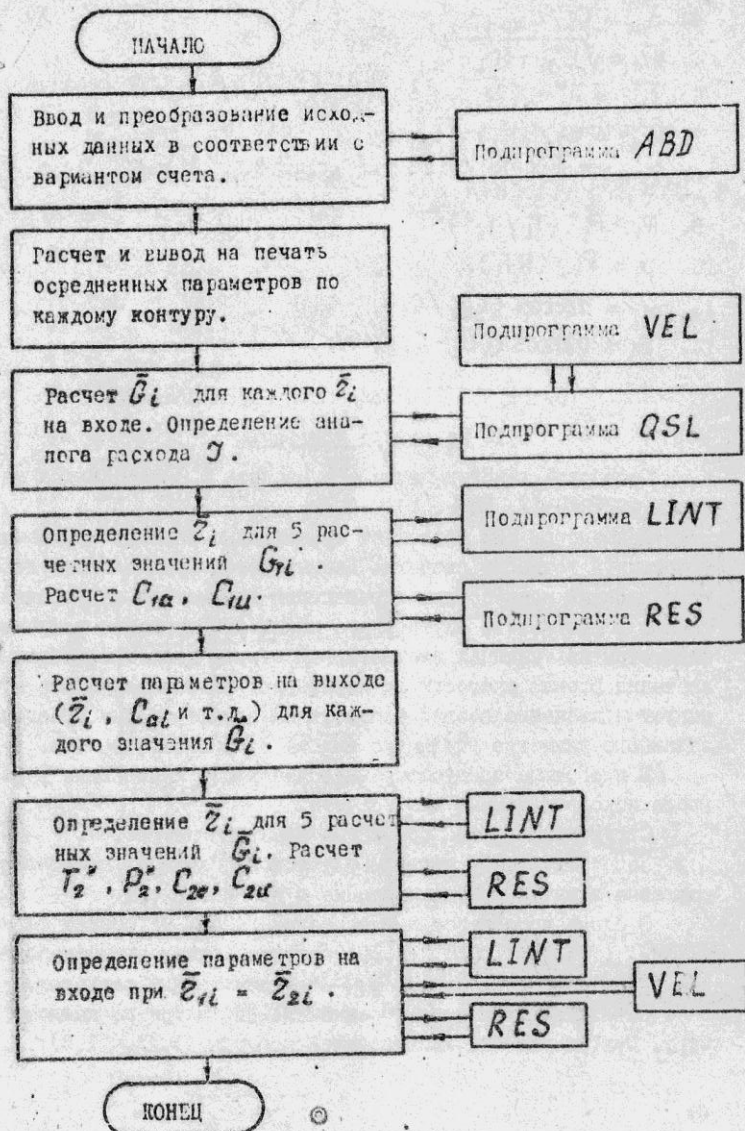 НАЧАЛО
Ввод и преобразование исход-
ных данных в соответствии с
вариантом счета.
Подпрограмма ABD
Расчет и вывод на печать
осредненных параметров по
каждому контуру.
Подпрограмма VEL
Расчет G̅i для каждого z̅i
на входе. Определение ана-
лога расхода J.
Подпрограмма QSL
Определение z̅i для 5 рас-
четных значений GTi.
Расчет C1a, C1u.
Подпрограмма LINT
Подпрограмма RES
Расчет параметров на выходе
(z̅i, Cai и т.д.) для каж-
дого значения G̅i.
Определение z̅i для 5 расчет
ных значений G̅i. Расчет
T2*, P2*, C2a, C2u
LINT
RES
Определение параметров на
входе при z̅1i = z̅2i.
LINT
VEL
RES
КОНЕЦ